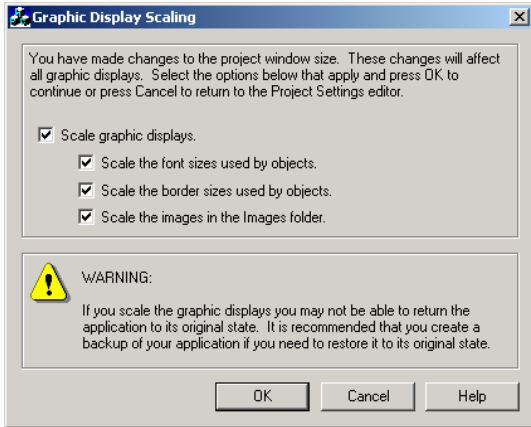 Graphic Display Scaling
You have made changes to the project window size. These changes will affect
all graphic displays. Select the options below that apply and press OK to
continue or press Cancel to return to the Project Settings editor.
Scale graphic displays.
Scale the font sizes used by objects.
Scale the border sizes used by objects.
Scale the images in the Images folder.
WARNING:
If you scale the graphic displays you may not be able to return the
application to its original state. It is recommended that you create a
backup of your application if you need to restore it to its original state.
OK
Cancel
Help